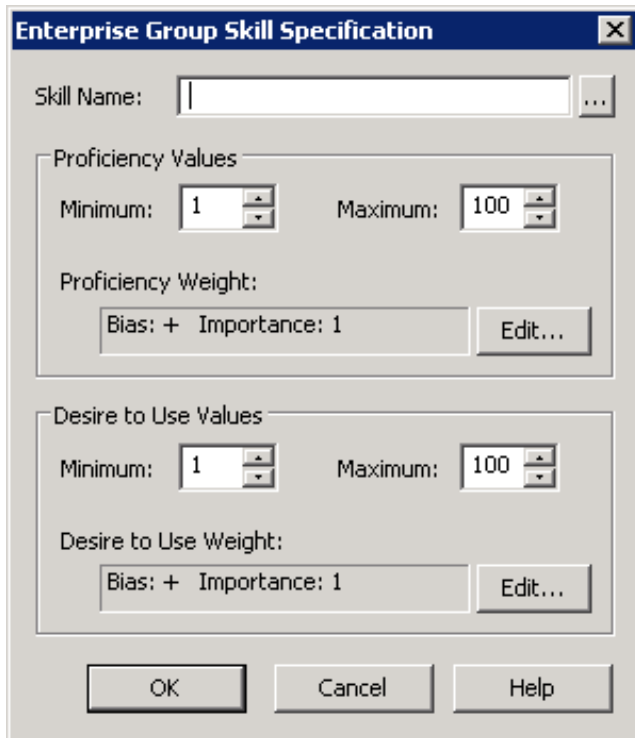 Enterprise Group Skill Specification
Skill Name: ...
Proficiency Values
Minimum: 1 Maximum: 100
Proficiency Weight:
Bias: + Importance: 1 Edit...
Desire to Use Values
Minimum: 1 Maximum: 100
Desire to Use Weight:
Bias: + Importance: 1 Edit...
OK Cancel Help